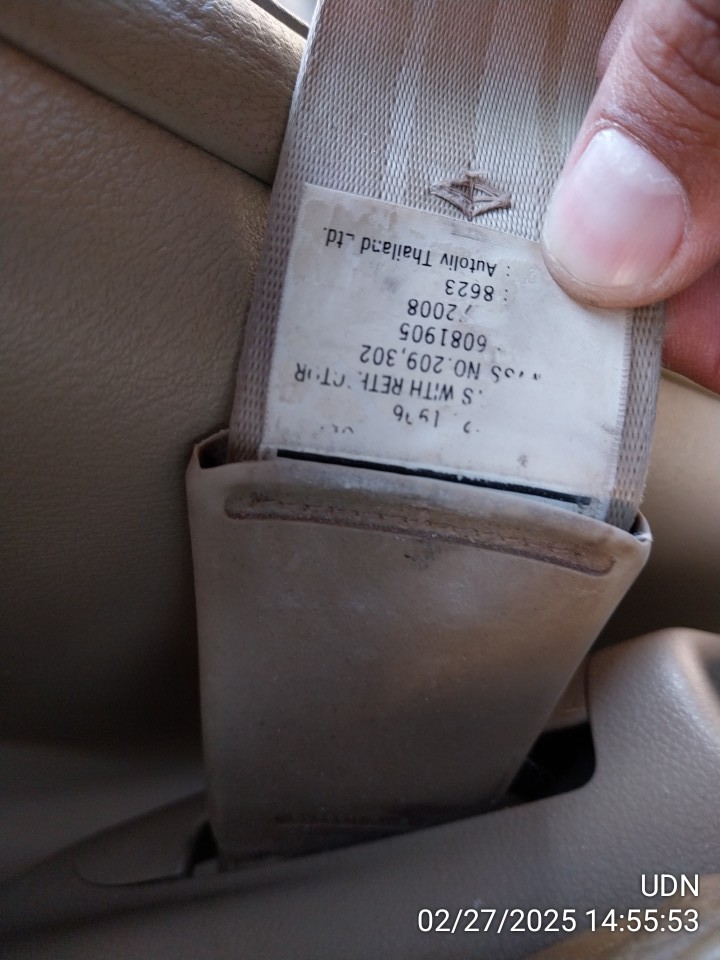 WITH
NO.209,302
6081905
2008
: 8623
: Autoliv Thailand Ltd.
UDN
02/27/2025 14:55:53